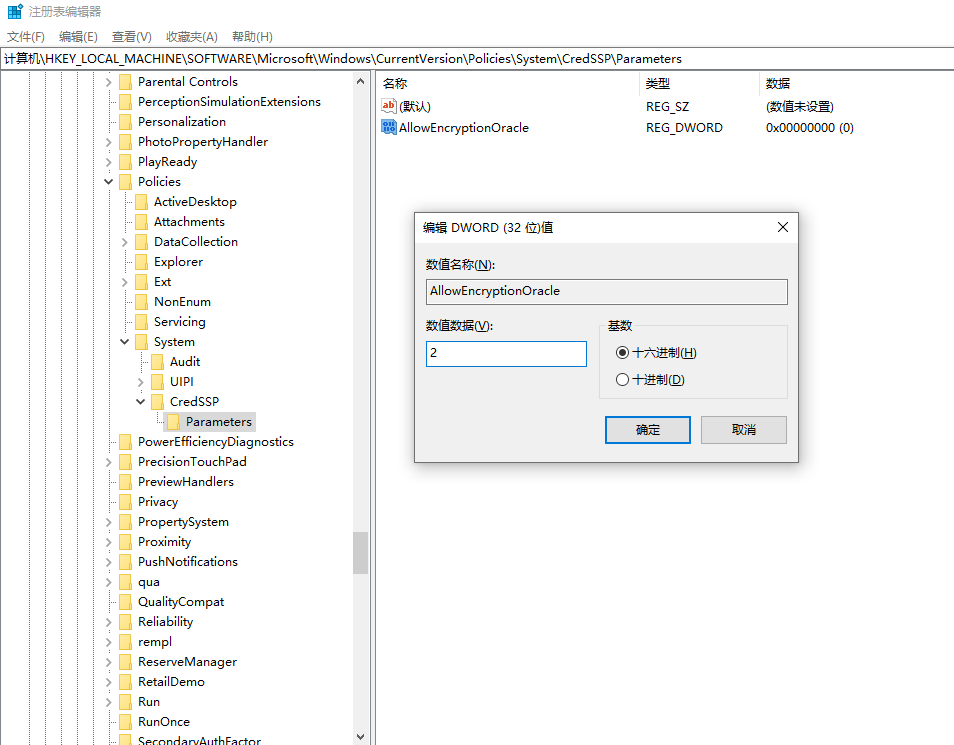 注册表编辑器
文件(F) 编辑(E) 查看(V) 收藏夹(A) 帮助(H)
计算机\HKEY_LOCAL_MACHINE\SOFTWARE\Microsoft\Windows\CurrentVersion\Policies\System\CredSSP\Parameters
Parental Controls
PerceptionSimulationExtensions
Personalization
PhotoPropertyHandler
PlayReady
Policies
ActiveDesktop
Attachments
DataCollection
Explorer
Ext
NonEnum
Servicing
System
Audit
UIPI
CredSSP
Parameters
PowerEfficiencyDiagnostics
PrecisionTouchPad
PreviewHandlers
Privacy
PropertySystem
Proximity
PushNotifications
qua
QualityCompat
Reliability
rempl
ReserveManager
RetailDemo
Run
RunOnce
SecondaryAuthFactor
名称 类型 数据
ab (默认) REG_SZ (数值未设置)
AllowEncryptionOracle REG_DWORD 0x00000000 (0)
编辑 DWORD (32 位)值
数值名称(N):
AllowEncryptionOracle
数值数据(V):
2
基数
十六进制(H)
十进制(D)
确定 取消